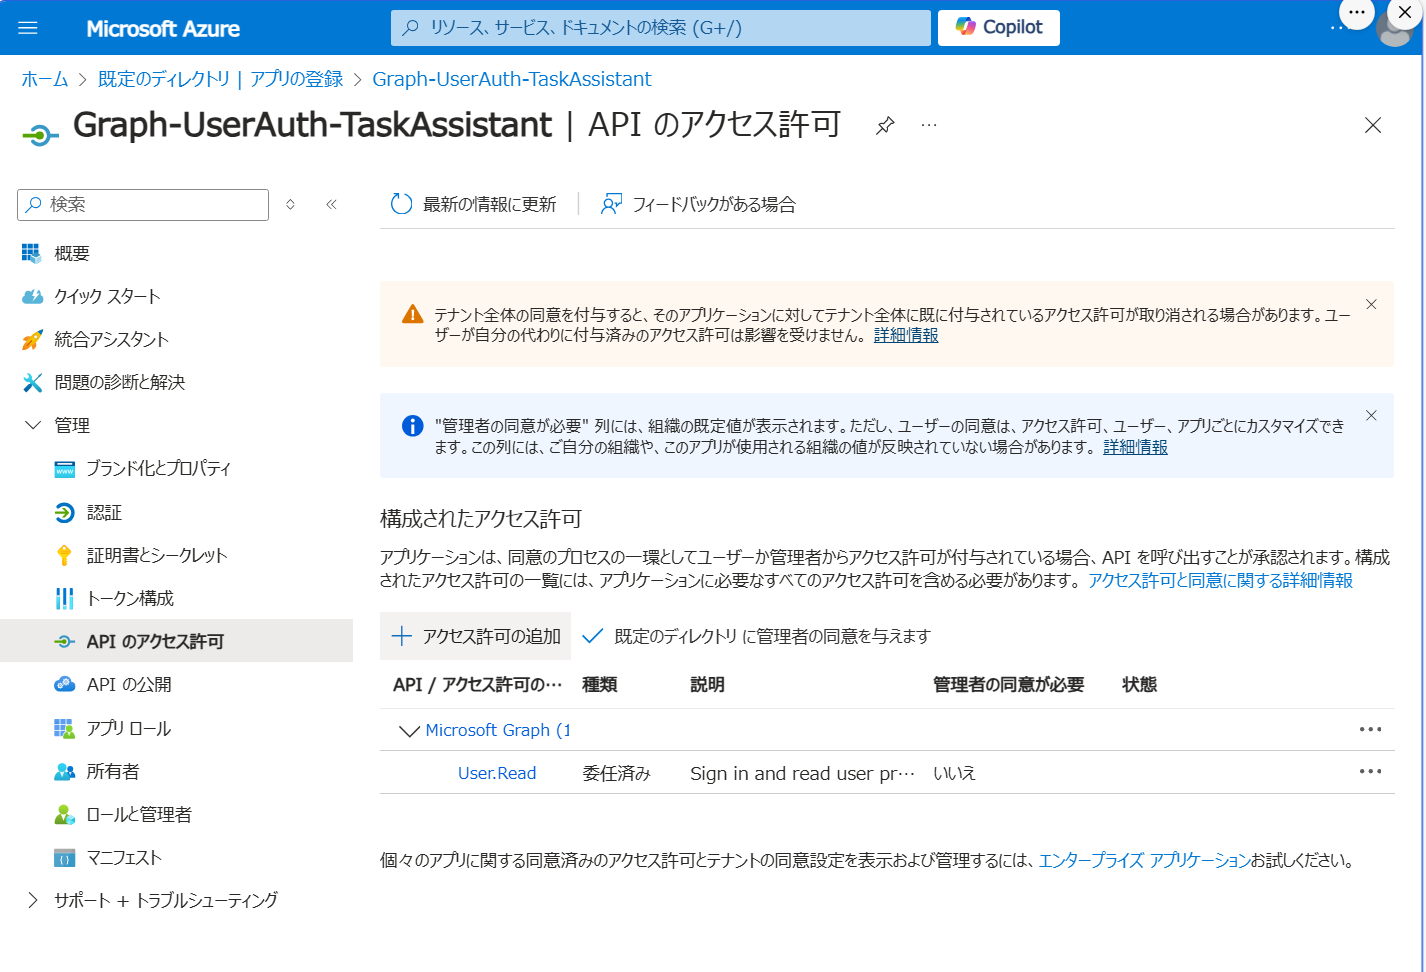 Microsoft Azure
リソース、サービス、ドキュメントの検索 (G+/)
Copilot
ホーム > 既定のディレクトリ | アプリの登録 > Graph-UserAuth-TaskAssistant
Graph-UserAuth-TaskAssistant | API のアクセス許可
検索
最新の情報に更新
フィードバックがある場合
概要
クイック スタート
統合アシスタント
問題の診断と解決
管理
ブランド化とプロパティ
認証
証明書とシークレット
トークン構成
API のアクセス許可
API の公開
アプリ ロール
所有者
ロールと管理者
マニフェスト
サポート + トラブルシューティング
テナント全体の同意を付与すると、そのアプリケーションに対してテナント全体に既に付与されているアクセス許可が取り消される場合があります。ユー
ザーが自分の代わりに付与済みのアクセス許可は影響を受けません。 詳細情報
"管理者の同意が必要" 列には、組織の既定値が表示されます。ただし、ユーザーの同意は、アクセス許可、ユーザー、アプリごとにカスタマイズでき
ます。この列には、ご自分の組織や、このアプリが使用される組織の値が反映されていない場合があります。 詳細情報
構成されたアクセス許可
アプリケーションは、同意のプロセスの一環としてユーザーか管理者からアクセス許可が付与されている場合、API を呼び出すことが承認されます。構成
されたアクセス許可の一覧には、アプリケーションに必要なすべてのアクセス許可を含める必要があります。 アクセス許可と同意に関する詳細情報
アクセス許可の追加
既定のディレクトリ に管理者の同意を与えます
API / アクセス許可の… 種類 説明 管理者の同意が必要 状態
Microsoft Graph (1
User.Read 委任済み Sign in and read user pr… いいえ
個々のアプリに関する同意済みのアクセス許可とテナントの同意設定を表示および管理するには、エンタープライズ アプリケーションお試しください。